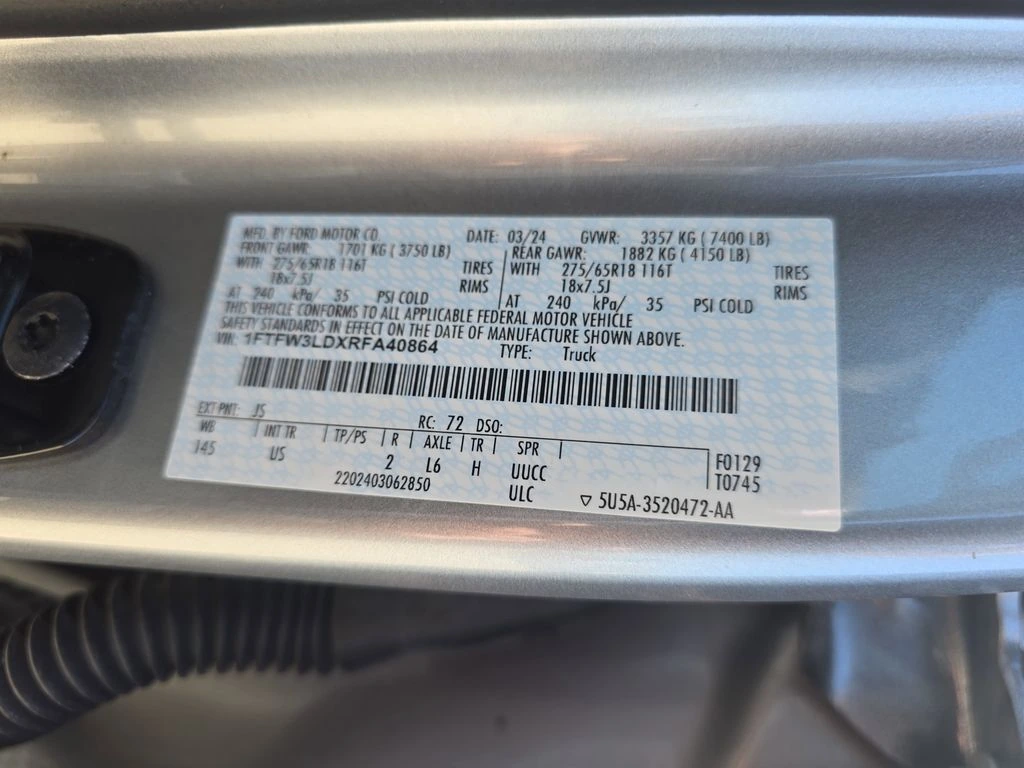 MFD. BY FORD MOTOR CO. DATE: 03/24 GVWR: 3357 KG ( 7400 LB)
FRONT GAWR: 1701 KG ( 3750 LB) REAR GAWR: 1882 KG ( 4150 LB)
WITH 275/65R18 116T TIRES WITH 275/65R18 116T TIRES
18x7.5J RIMS 18x7.5J RIMS
AT 240 kPa/ 35 PSI COLD AT 240 kPa/ 35 PSI COLD
THIS VEHICLE CONFORMS TO ALL APPLICABLE FEDERAL MOTOR VEHICLE
SAFETY STANDARDS IN EFFECT ON THE DATE OF MANUFACTURE SHOWN ABOVE.
VIN: 1FTFW3LDXRFA40864 TYPE: Truck
EXT PNT: JS RC: 72 DSO:
WB INT TR TP/PS R AXLE TR SPR F0129
145 US 2 L6 H UUCC T0745
2202403062850 ULC ▽ 5U5A-3520472-AA